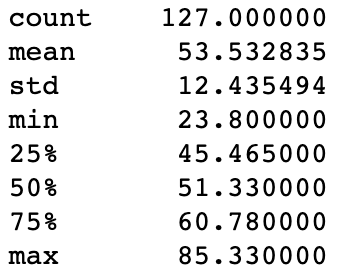 count 127.000000
mean 53.532835
std 12.435494
min 23.800000
25% 45.465000
50% 51.330000
75% 60.780000
max 85.330000